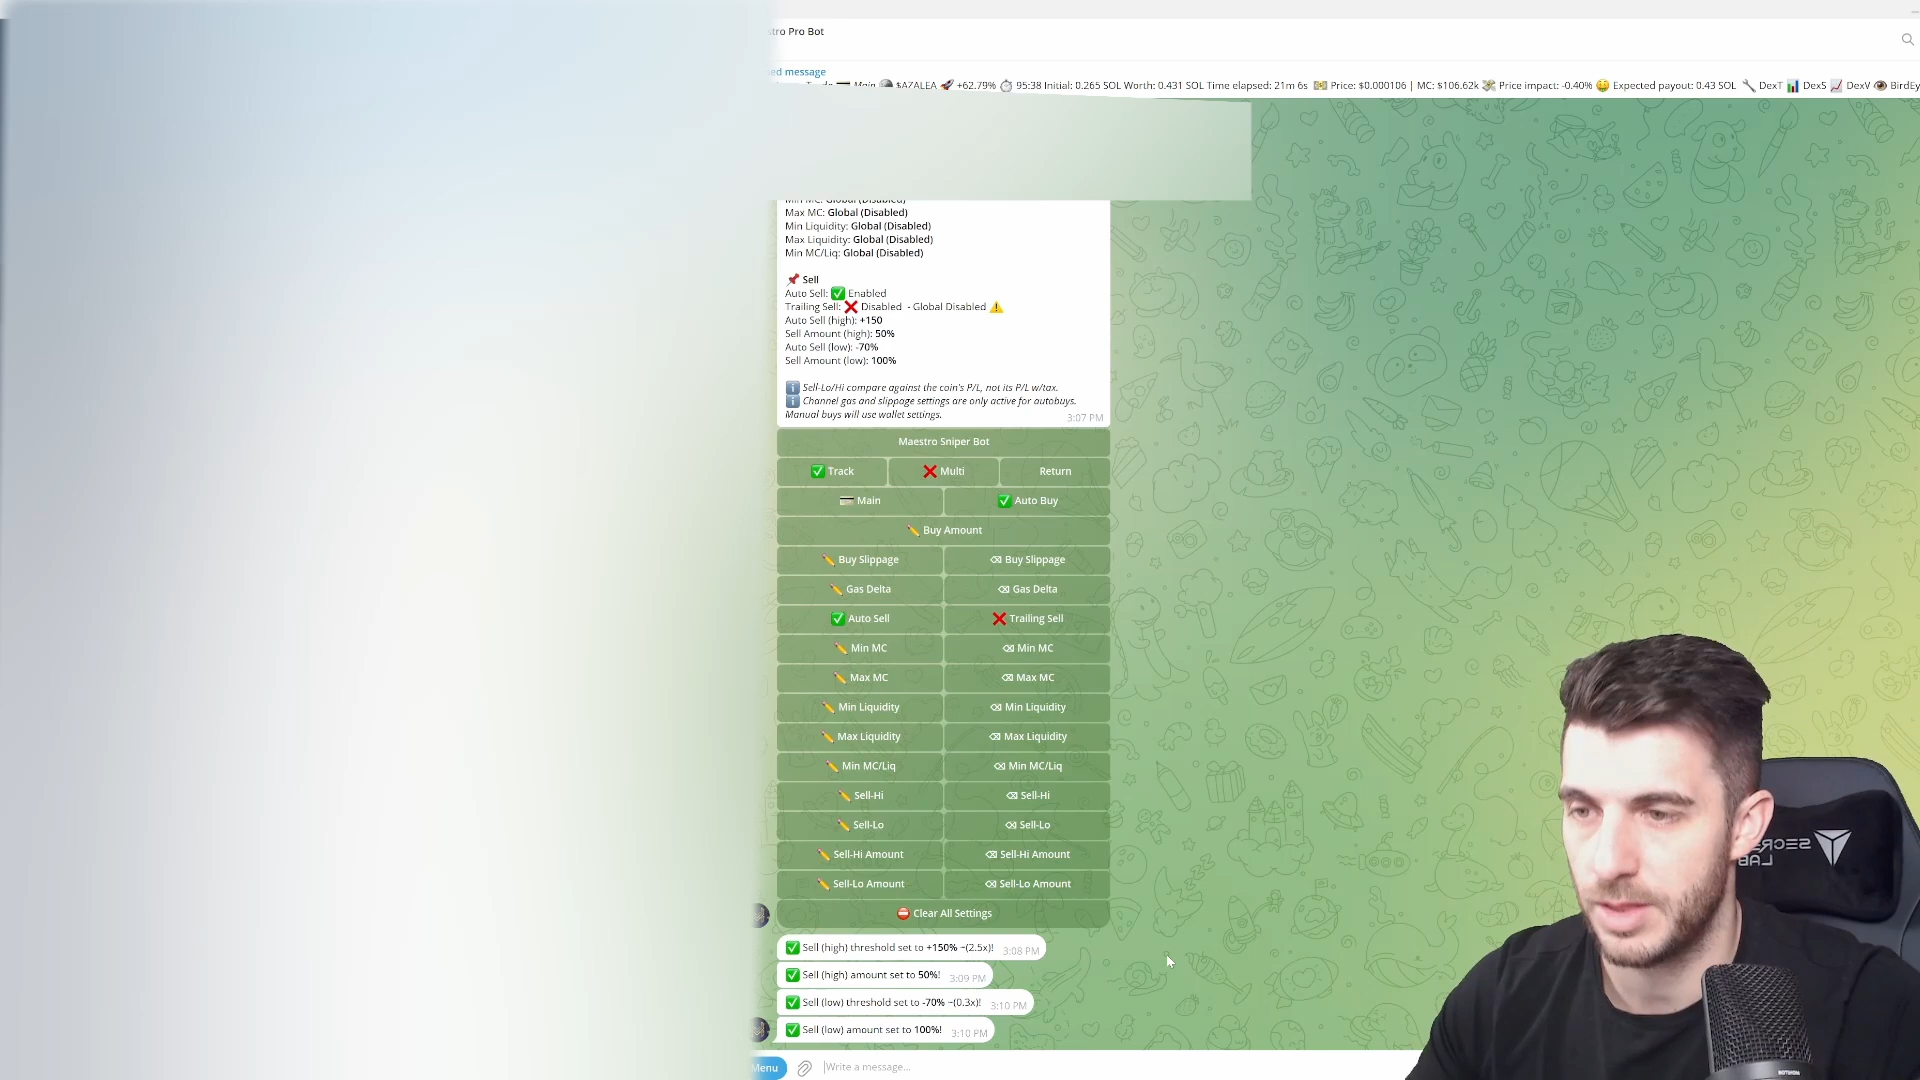 tro Pro Bot
ed message
Main $AZALEA 🚀 +62.79% ⏱ 95:38 Initial: 0.265 SOL Worth: 0.431 SOL Time elapsed: 21m 6s 💵 Price: $0.000106 | MC: $106.62k 💸 Price impact: -0.40% 🤑 Expected payout: 0.43 SOL 🔧 DexT 📊 DexS 📈 DexV 👁 BirdEy
Min MC: Global (Disabled)
Max MC: Global (Disabled)
Min Liquidity: Global (Disabled)
Max Liquidity: Global (Disabled)
Min MC/Liq: Global (Disabled)
📌 Sell
Auto Sell: ✅ Enabled
Trailing Sell: ❌ Disabled - Global Disabled ⚠️
Auto Sell (high): +150
Sell Amount (high): 50%
Auto Sell (low): -70%
Sell Amount (low): 100%
ℹ️ Sell-Lo/Hi compare against the coin's P/L, not its P/L w/tax.
ℹ️ Channel gas and slippage settings are only active for autobuys.
Manual buys will use wallet settings. 3:07 PM
Maestro Sniper Bot
✅ Track ❌ Multi Return
💳 Main ✅ Auto Buy
✏️ Buy Amount
✏️ Buy Slippage ⌫ Buy Slippage
✏️ Gas Delta ⌫ Gas Delta
✅ Auto Sell ❌ Trailing Sell
✏️ Min MC ⌫ Min MC
✏️ Max MC ⌫ Max MC
✏️ Min Liquidity ⌫ Min Liquidity
✏️ Max Liquidity ⌫ Max Liquidity
✏️ Min MC/Liq ⌫ Min MC/Liq
✏️ Sell-Hi ⌫ Sell-Hi
✏️ Sell-Lo ⌫ Sell-Lo
✏️ Sell-Hi Amount ⌫ Sell-Hi Amount
✏️ Sell-Lo Amount ⌫ Sell-Lo Amount
⛔ Clear All Settings
✅ Sell (high) threshold set to +150% ~(2.5x)! 3:08 PM
✅ Sell (high) amount set to 50%! 3:09 PM
✅ Sell (low) threshold set to -70% ~(0.3x)! 3:10 PM
✅ Sell (low) amount set to 100%! 3:10 PM
Menu Write a message...